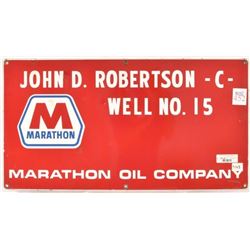 JOHN D. ROBERTSON -C-
WELL NO. 15
M
MARATHON
MARATHON OIL COMPANY